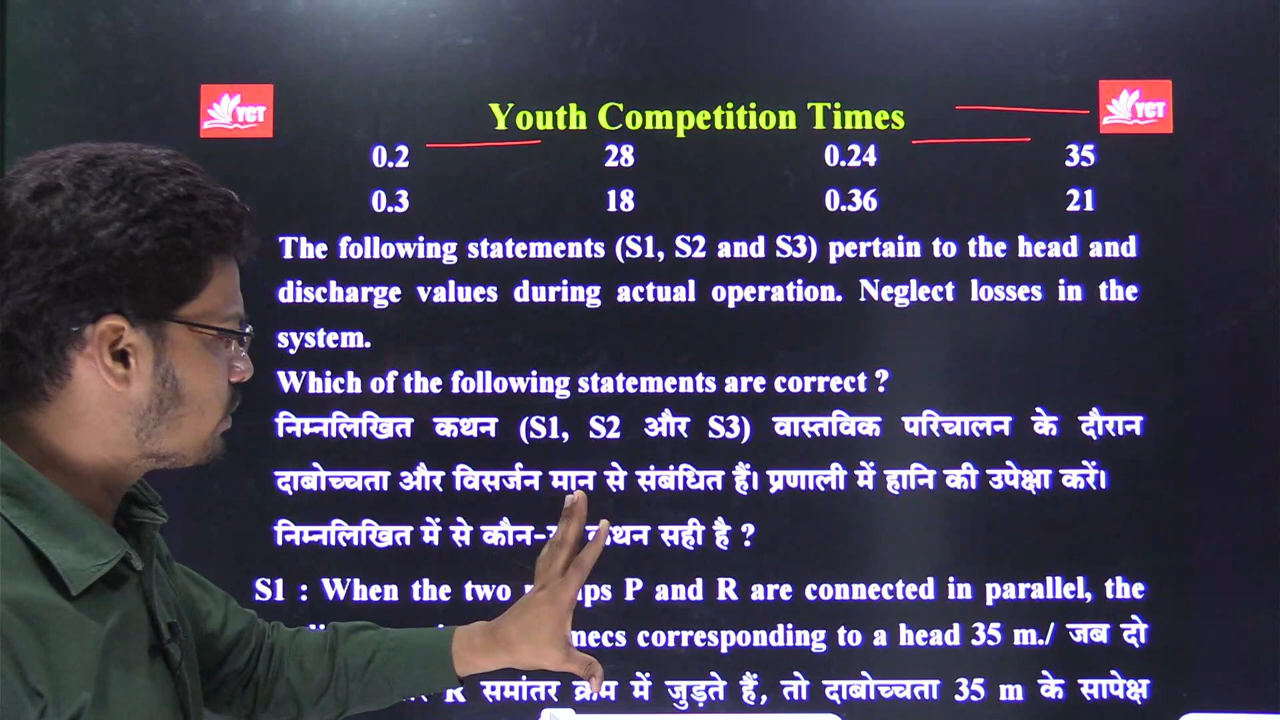 YCT
Youth Competition Times
YCT
0.2 28 0.24 35
0.3 18 0.36 21
The following statements (S1, S2 and S3) pertain to the head and
discharge values during actual operation. Neglect losses in the
system.
Which of the following statements are correct ?
निम्नलिखित कथन (S1, S2 और S3) वास्तविक परिचालन के दौरान
दाबोच्चता और विसर्जन मान से संबंधित हैं। प्रणाली में हानि की उपेक्षा करें।
निम्नलिखित में से कौन- कथन सही है ?
S1 : When the two P and R are connected in parallel, the
corresponding to a head 35 m./ जब दो
R समांतर क्रम में जुड़ते हैं, तो दाबोच्चता 35 m के सापेक्ष